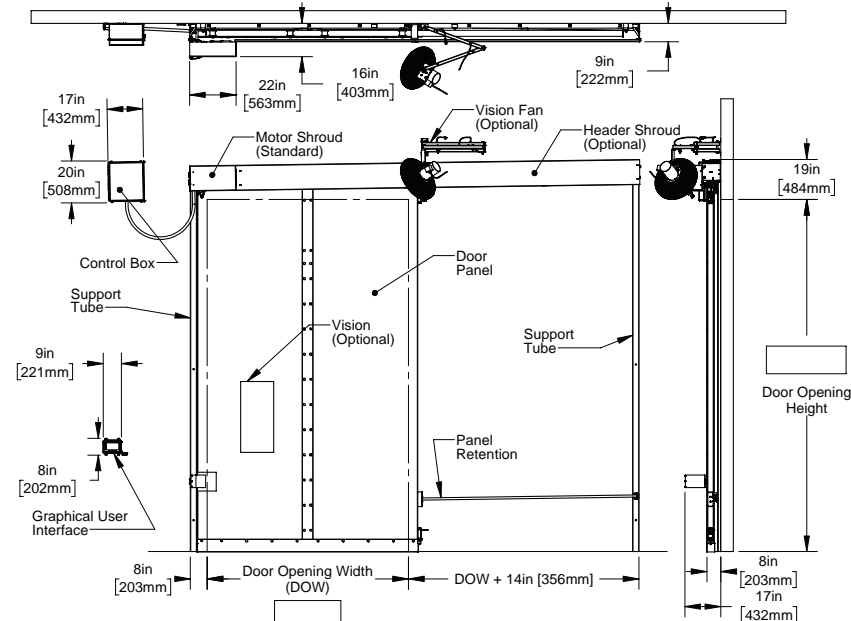 9in
[222mm]
16in
[403mm]
22in
[563mm]
17in
[432mm]
Vision Fan
(Optional)
Motor Shroud
(Standard)
Header Shroud
(Optional)
20in
[508mm]
19in
[484mm]
Control Box
Door
Panel
Support
Tube
Vision
(Optional)
Support
Tube
9in
[221mm]
Door Opening
Height
Panel
Retention
8in
[202mm]
Graphical User
Interface
8in
[203mm]
Door Opening Width
(DOW)
DOW + 14in [356mm]
8in
[203mm]
17in
[432mm]